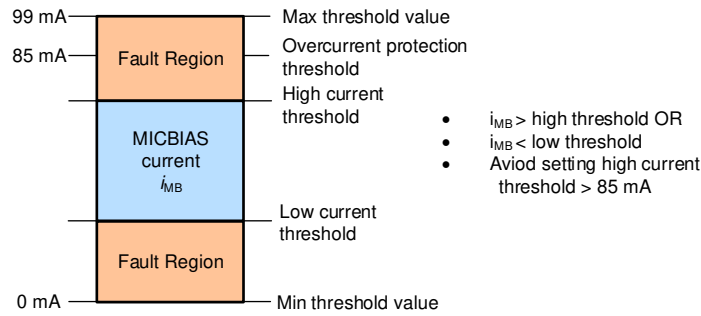 99 mA
Max threshold value
85 mA
Fault Region
Overcurrent protection
threshold
High current
threshold
MICBIAS
current
iMB
• iMB > high threshold OR
• iMB < low threshold
• Aviod setting high current
threshold > 85 mA
Low current
threshold
Fault Region
0 mA
Min threshold value